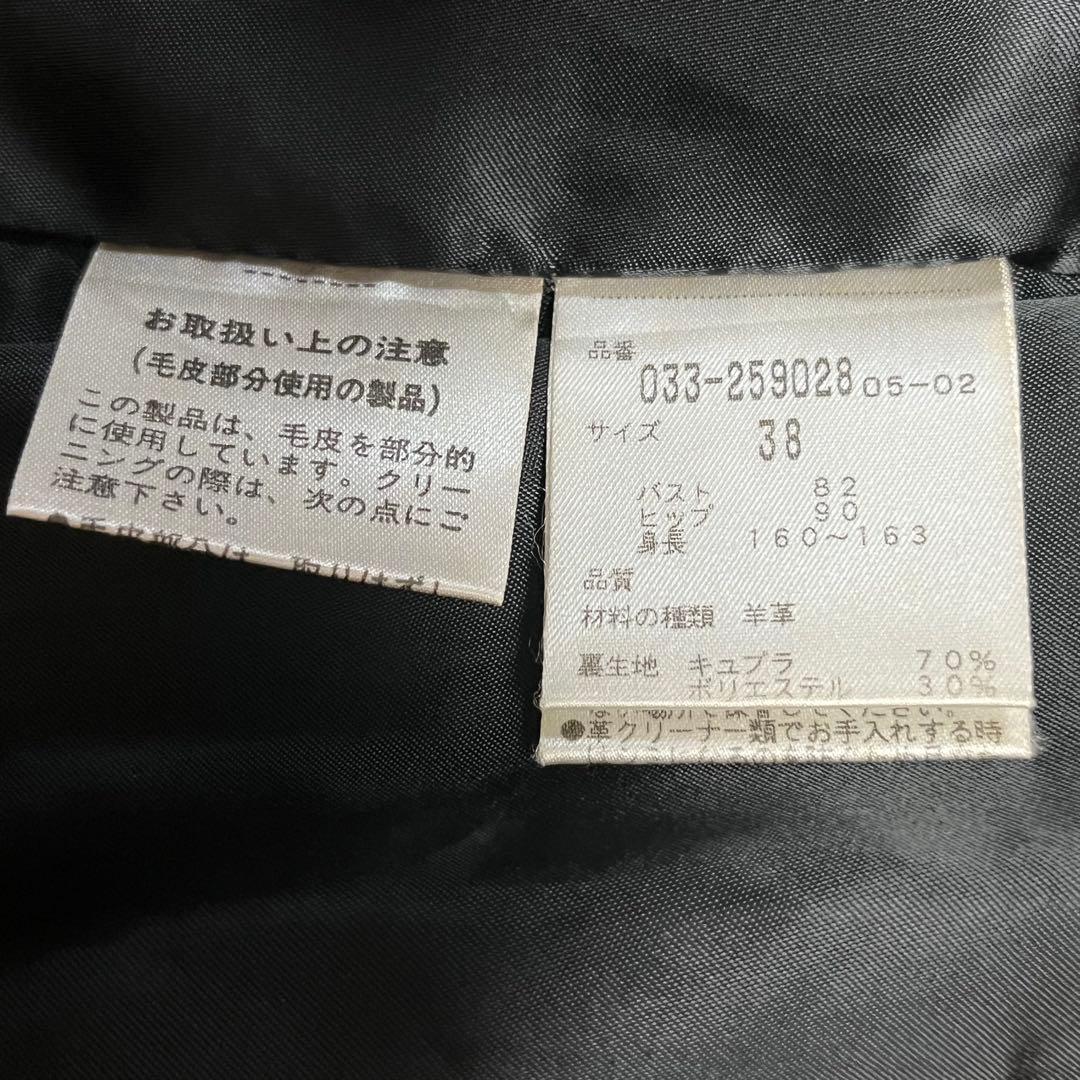 お取扱い上の注意
(毛皮部分使用の製品)
この製品は、毛皮を部分的
に使用しています。クリー
ニングの際は、次の点にご
注意下さい。
品番
033-259028 05-02
サイズ 38
バスト 82
ヒップ 90
身長 160~163
品質
材料の種類 羊革
裏生地 キュプラ 70%
ポリエステル 30%
●革クリーナー類でお手入れする時